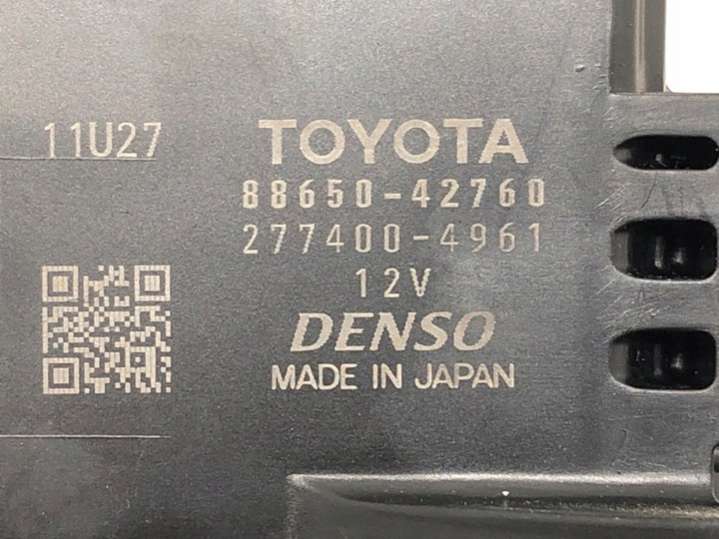 11U27
TOYOTA
88650-42760
277400-4961
12V
DENSO
MADE IN JAPAN